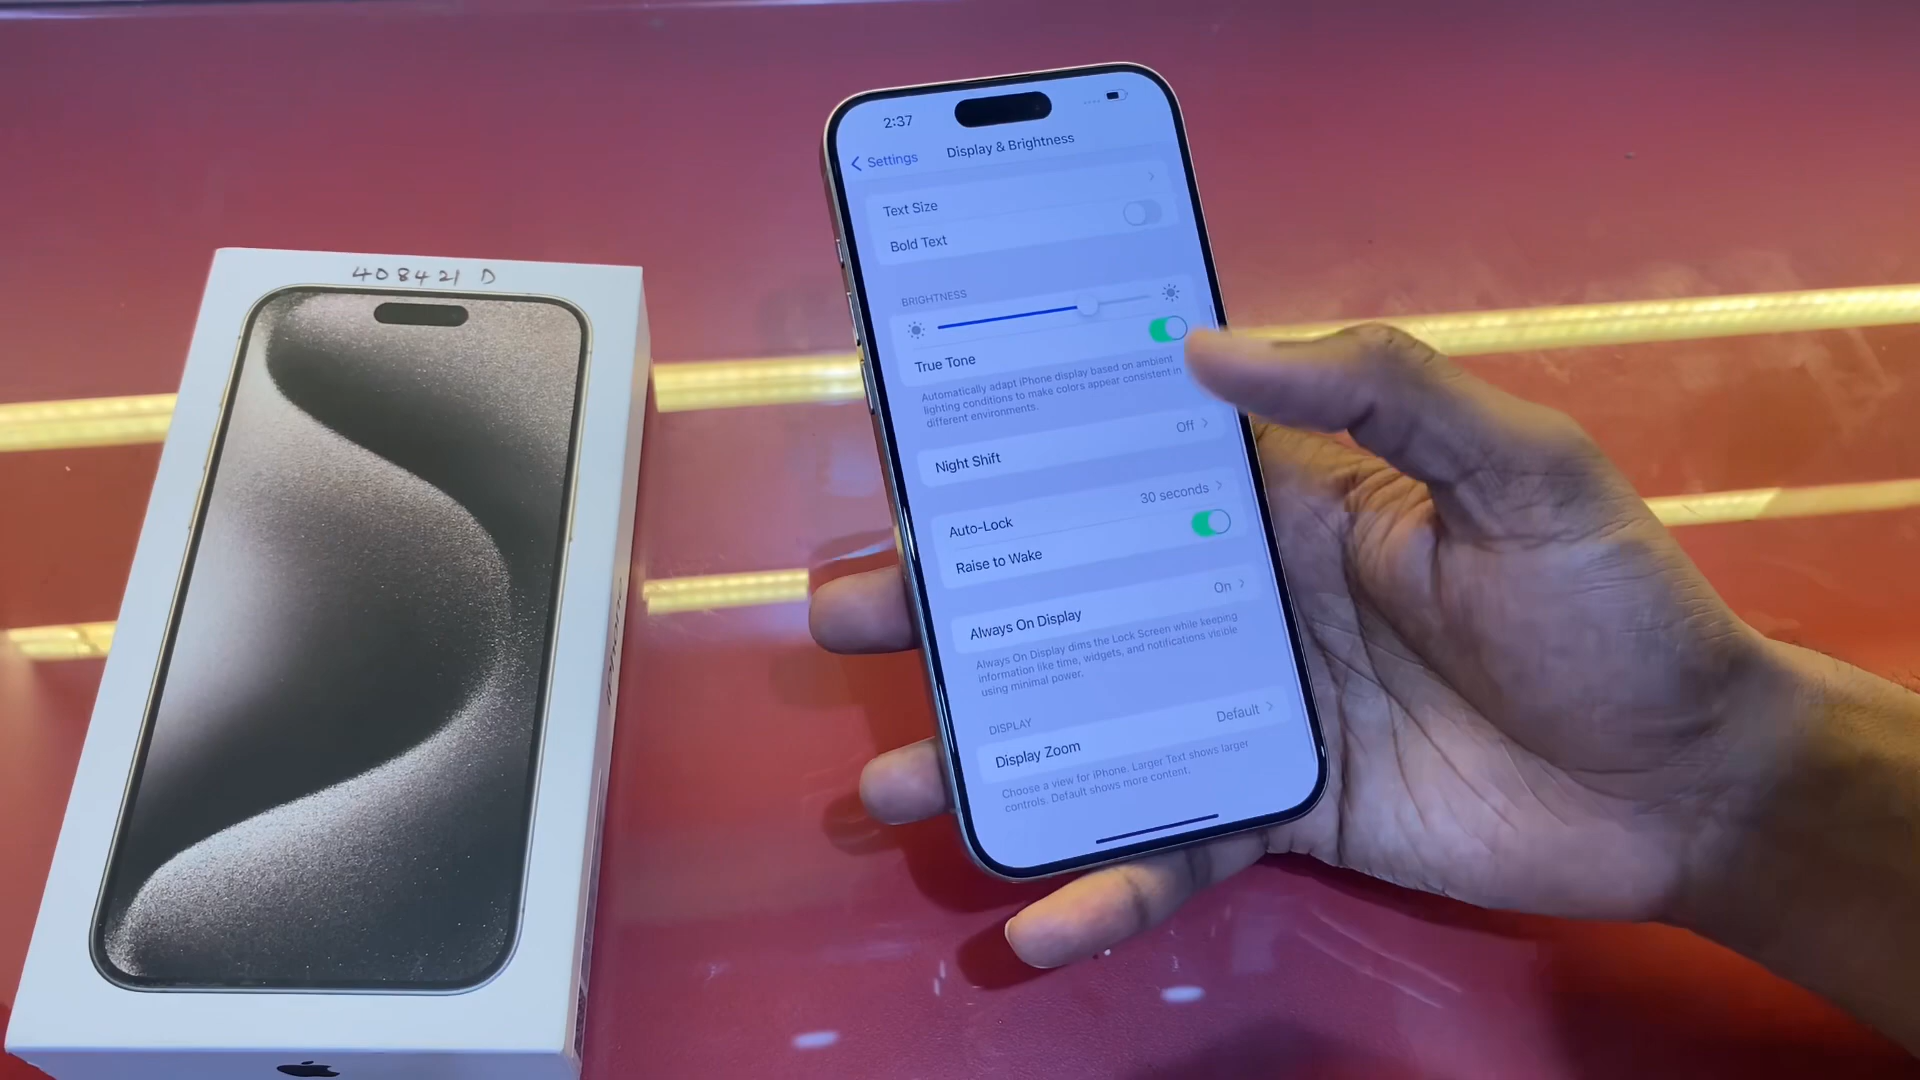 408421 D
iPhone
2:37
Settings
Display & Brightness
Text Size
Bold Text
BRIGHTNESS
True Tone
Automatically adapt iPhone display based on ambient
lighting conditions to make colors appear consistent in
different environments.
Night Shift Off
Auto-Lock 30 seconds
Raise to Wake
Always On Display On
Always On Display dims the Lock Screen while keeping
information like time, widgets, and notifications visible
using minimal power.
DISPLAY
Display Zoom Default
Choose a view for iPhone. Larger Text shows larger
controls. Default shows more content.